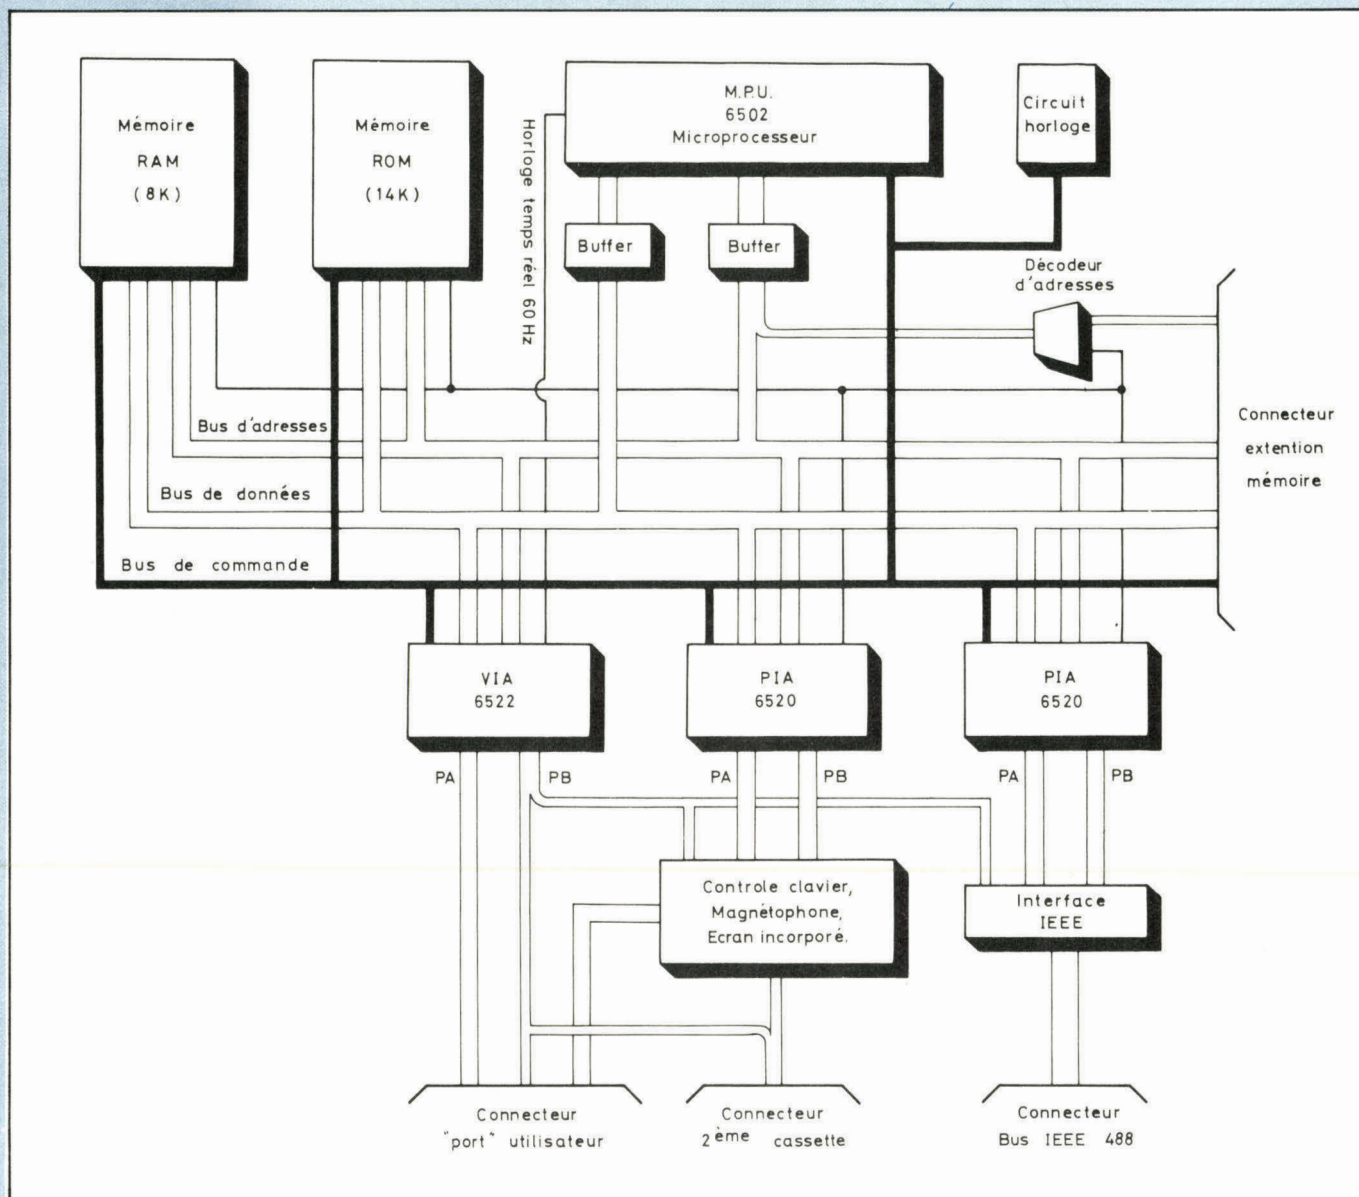 Mémoire
RAM
(8K)
Mémoire
ROM
(14K)
Horloge temps réel 60Hz
M.P.U.
6502
Microprocesseur
Circuit
horloge
Buffer
Buffer
Décodeur
d'adresses
Bus d'adresses
Bus de données
Bus de commande
Connecteur
extention
mémoire
VIA
6522
PIA
6520
PIA
6520
PA
PB
PA
PB
PA
PB
Controle clavier,
Magnétophone,
Ecran incorporé.
Interface
IEEE
Connecteur
"port" utilisateur
Connecteur
2ème cassette
Connecteur
Bus IEEE 488